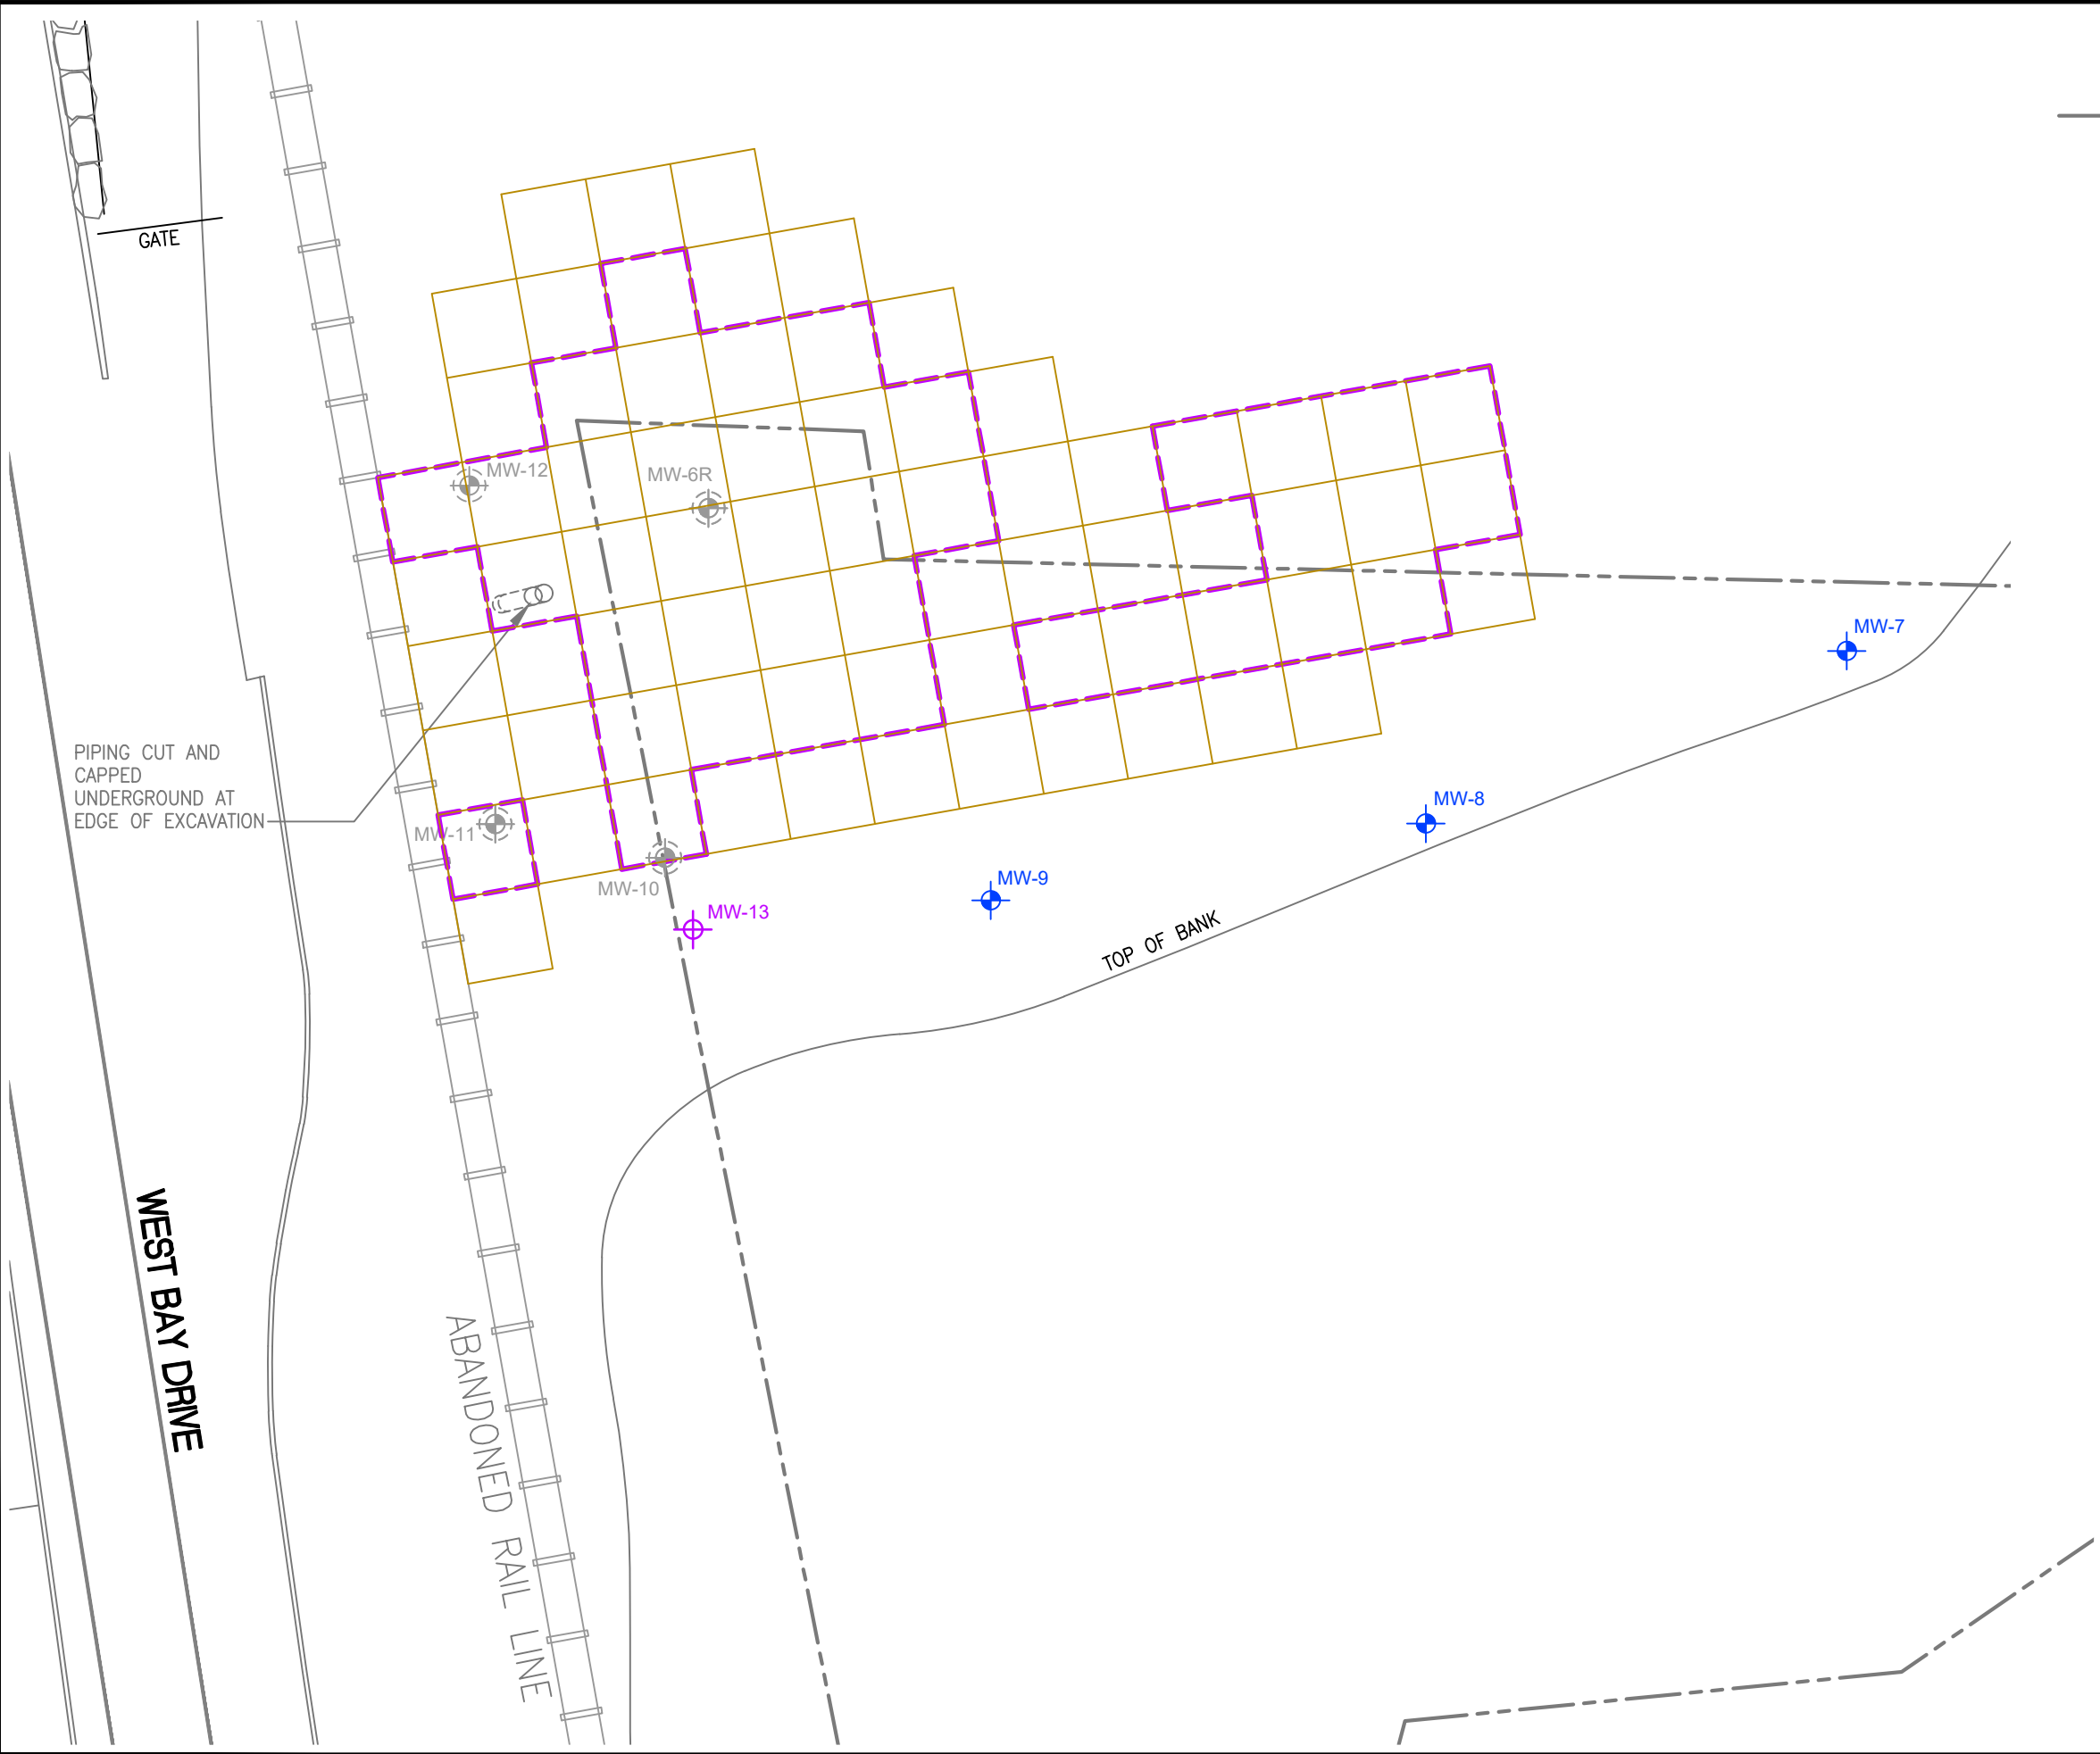 GATE
MW-12
MW-6R
MW-7
PIPING CUT AND
CAPPED
UNDERGROUND AT
EDGE OF EXCAVATION
MW-8
MW-11
MW-10
MW-9
MW-13
TOP OF BANK
WEST BAY DRIVE
ABANDONED RAIL LINE